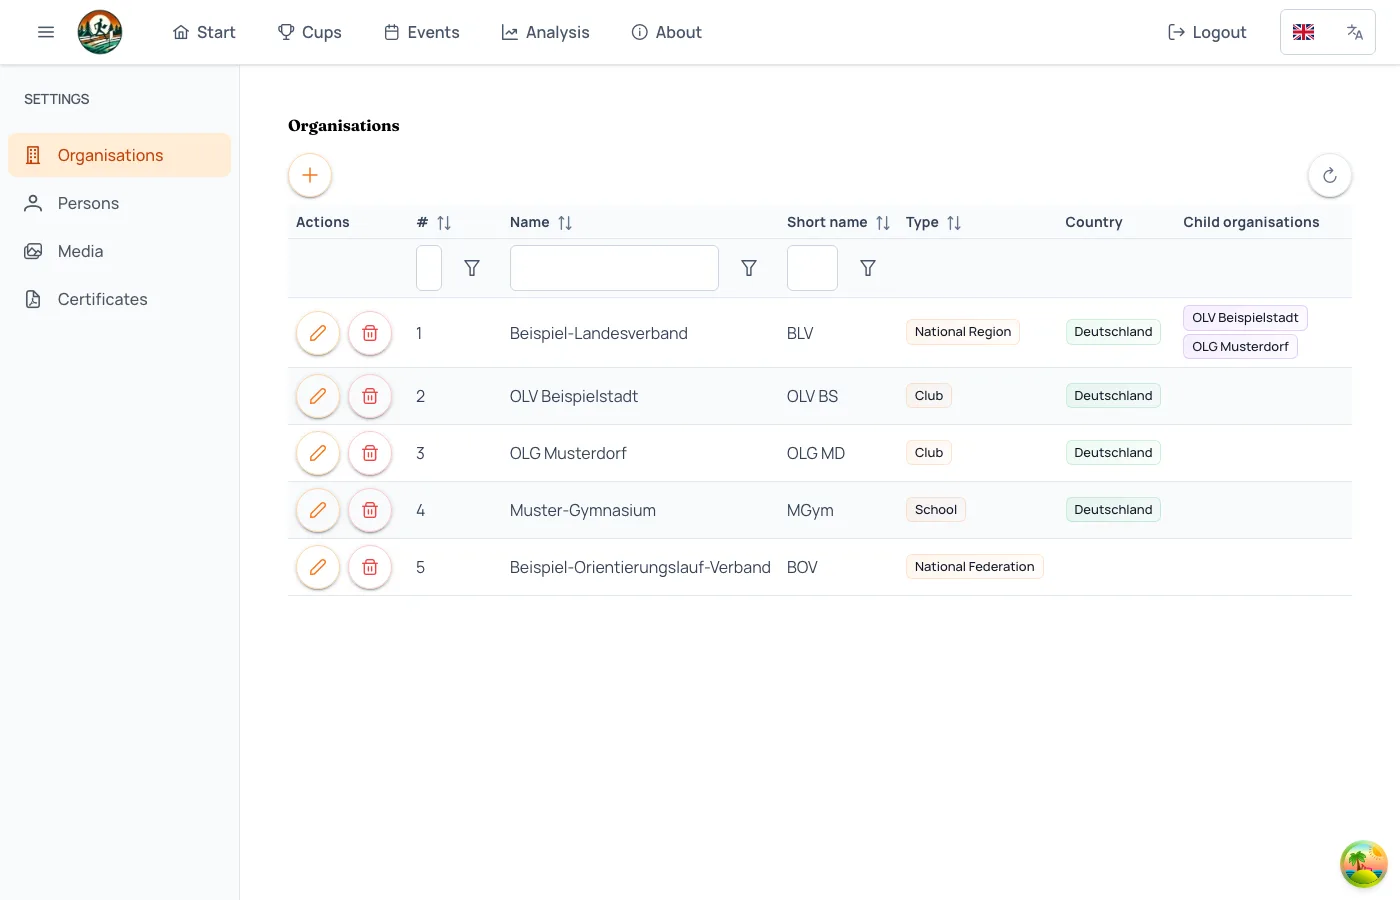 Start Cups Events Analysis About Logout
SETTINGS
Organisations
Persons
Media
Certificates
Organisations
Actions # Name Short name Type Country Child organisations
1 Beispiel-Landesverband BLV National Region Deutschland OLV Beispielstadt
OLG Musterdorf
2 OLV Beispielstadt OLV BS Club Deutschland
3 OLG Musterdorf OLG MD Club Deutschland
4 Muster-Gymnasium MGym School Deutschland
5 Beispiel-Orientierungslauf-Verband BOV National Federation